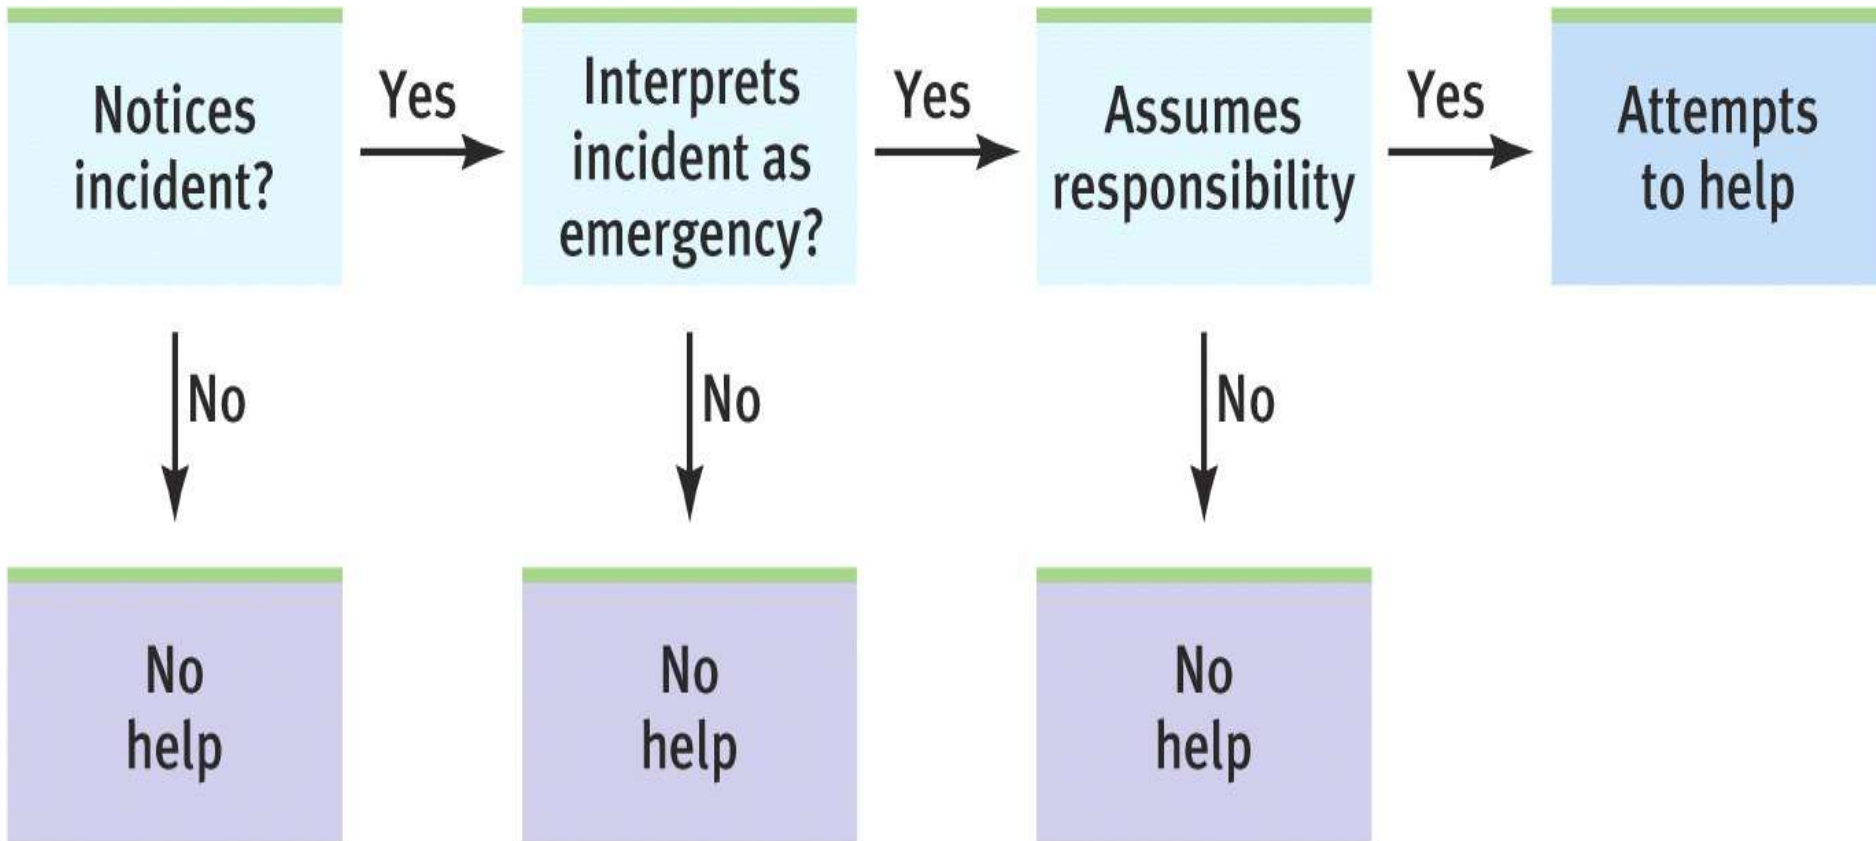 Notices
incident?
Yes
Interprets
incident as
emergency?
Yes
Assumes
responsibility
Yes
Attempts
to help
No
No
No
No
help
No
help
No
help